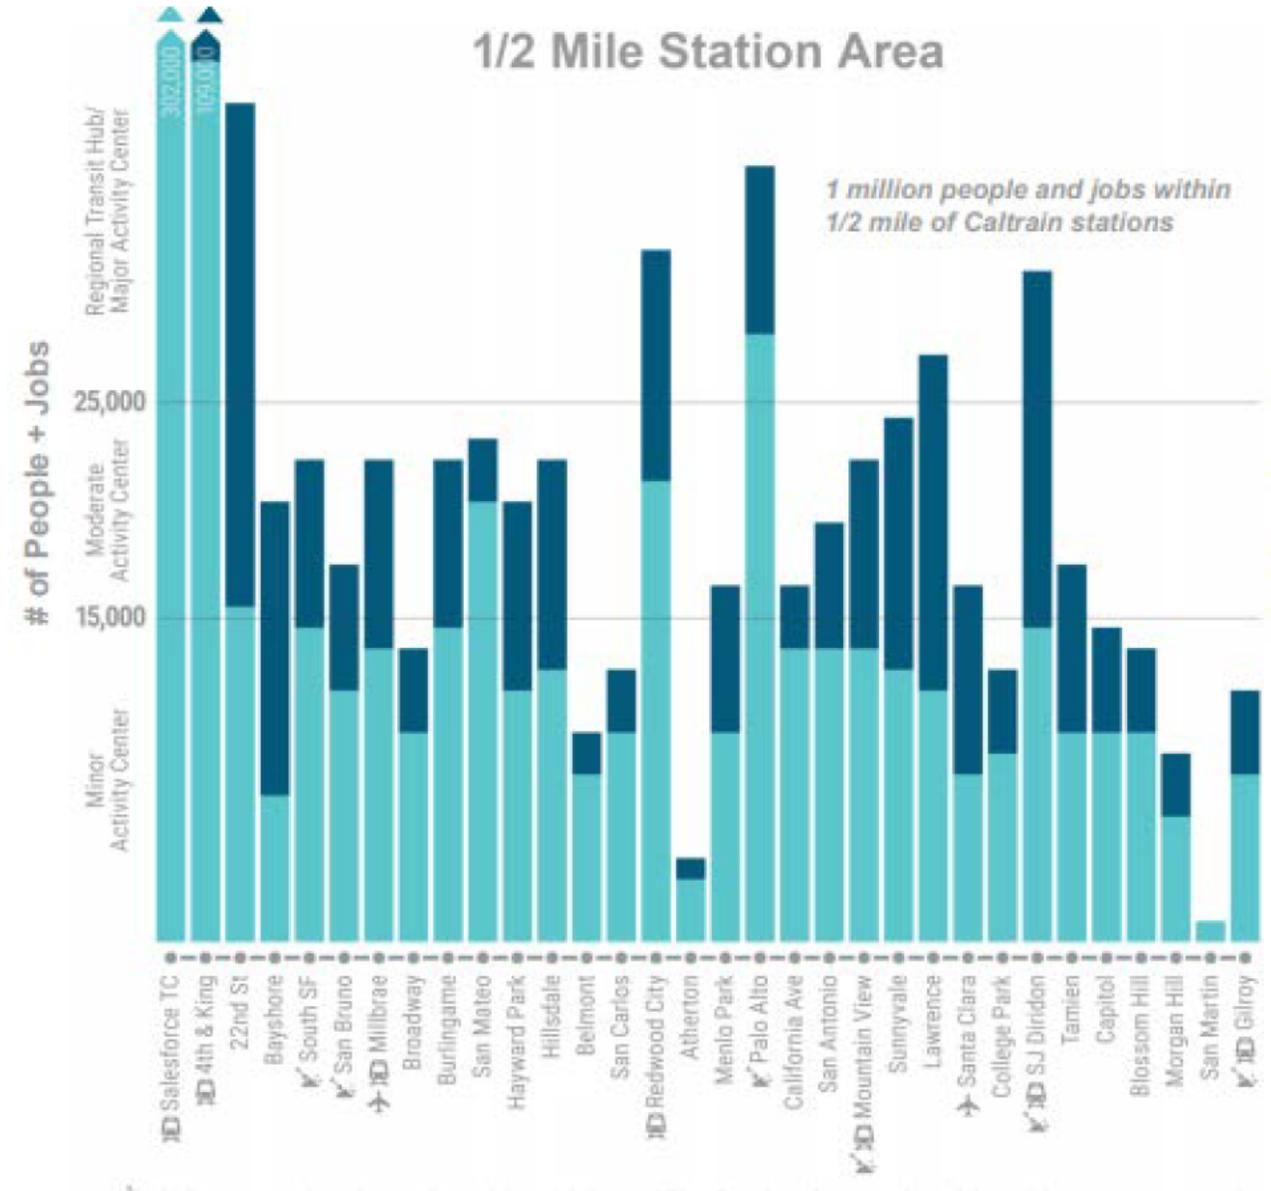 1/2 Mile Station Area
302,000
109,000
1 million people and jobs within
1/2 mile of Caltrain stations
# of People + Jobs
Regional Transit Hub/
Major Activity Center
25,000
Moderate
Activity Center
15,000
Minor
Activity Center
Salesforce TC
4th & King
22nd St
Bayshore
South SF
San Bruno
Millbrae
Broadway
Burlingame
San Mateo
Hayward Park
Hillsdale
Belmont
San Carlos
Redwood City
Atherton
Menlo Park
Palo Alto
California Ave
San Antonio
Mountain View
Sunnyvale
Lawrence
Santa Clara
College Park
SJ Diridon
Tamien
Capitol
Blossom Hill
Morgan Hill
San Martin
Gilroy